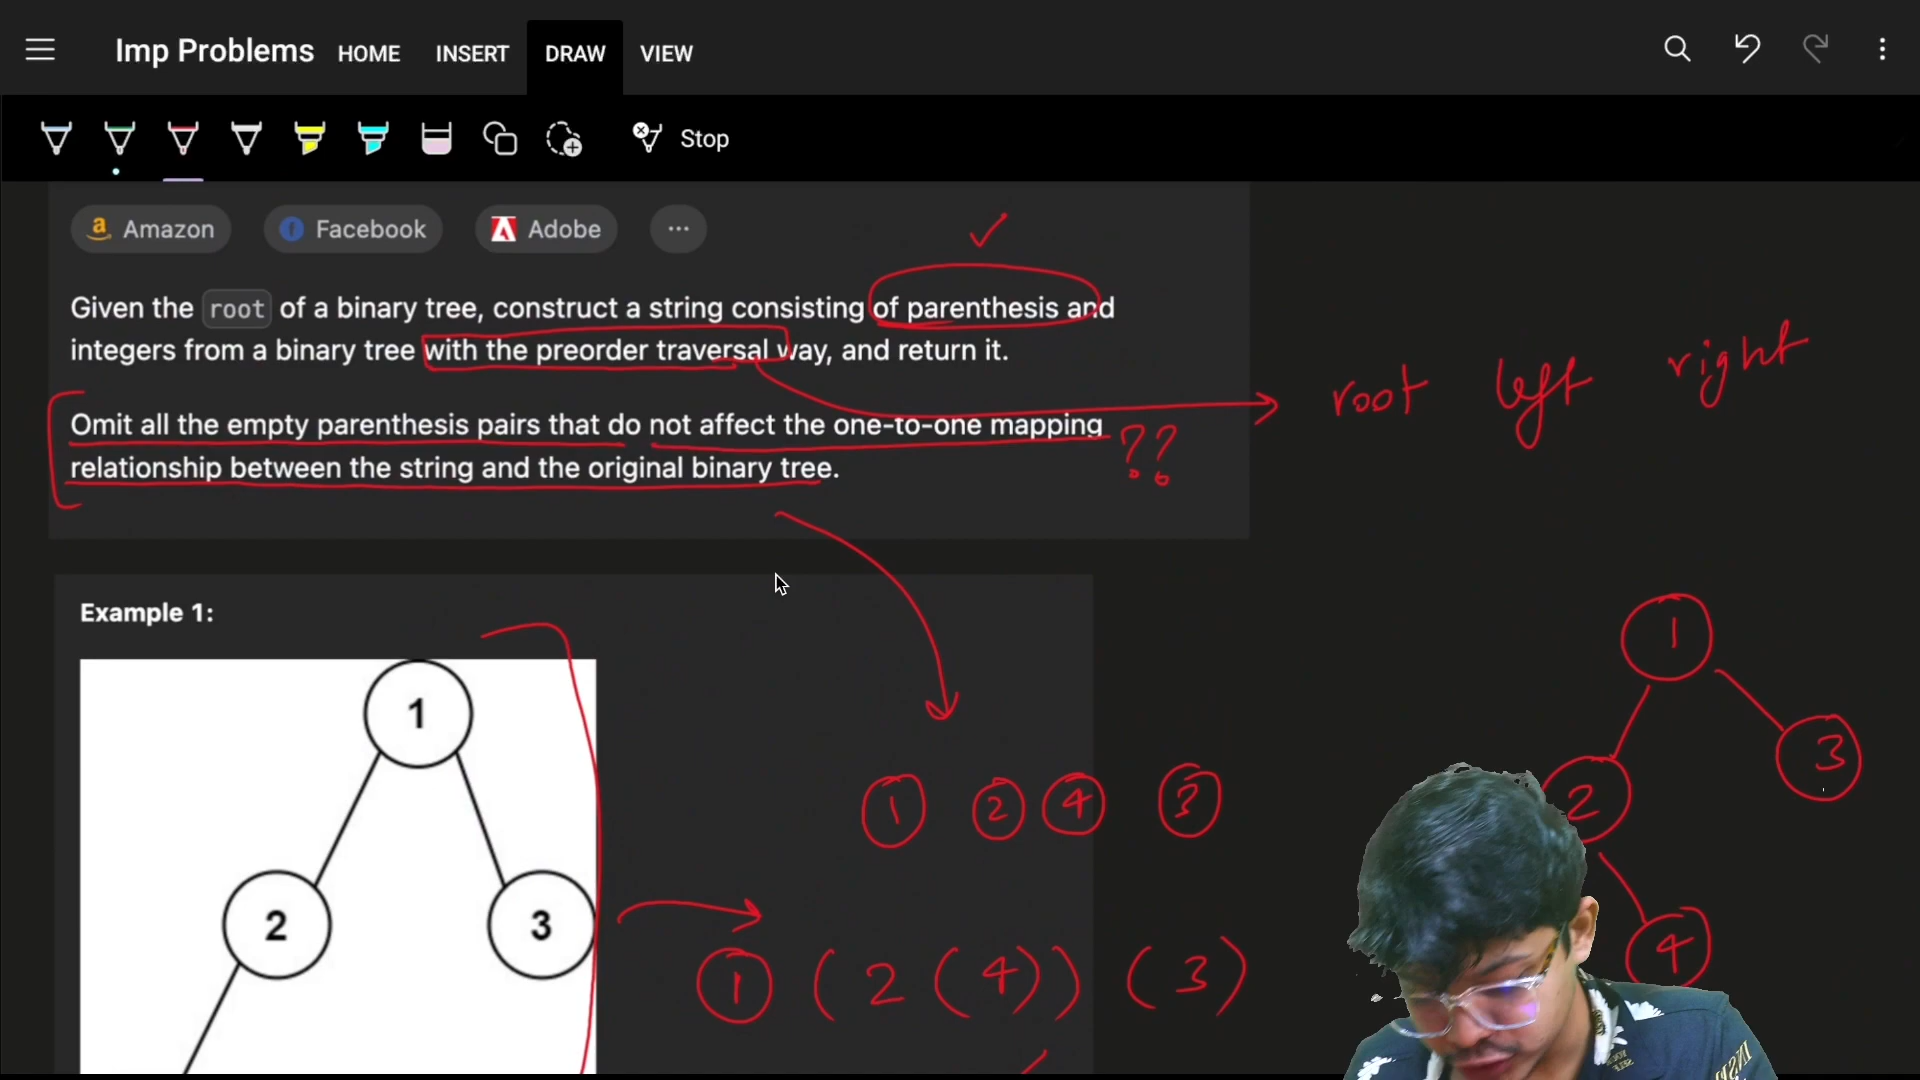 Imp Problems HOME INSERT DRAW VIEW
Stop
Amazon Facebook Adobe ...
Given the root of a binary tree, construct a string consisting of parenthesis and
integers from a binary tree with the preorder traversal way, and return it.
root left right
Omit all the empty parenthesis pairs that do not affect the one-to-one mapping
relationship between the string and the original binary tree.
??
Example 1:
1
2 3
1 2 4 3
1 (2(4)) (3)
1
2 3
4